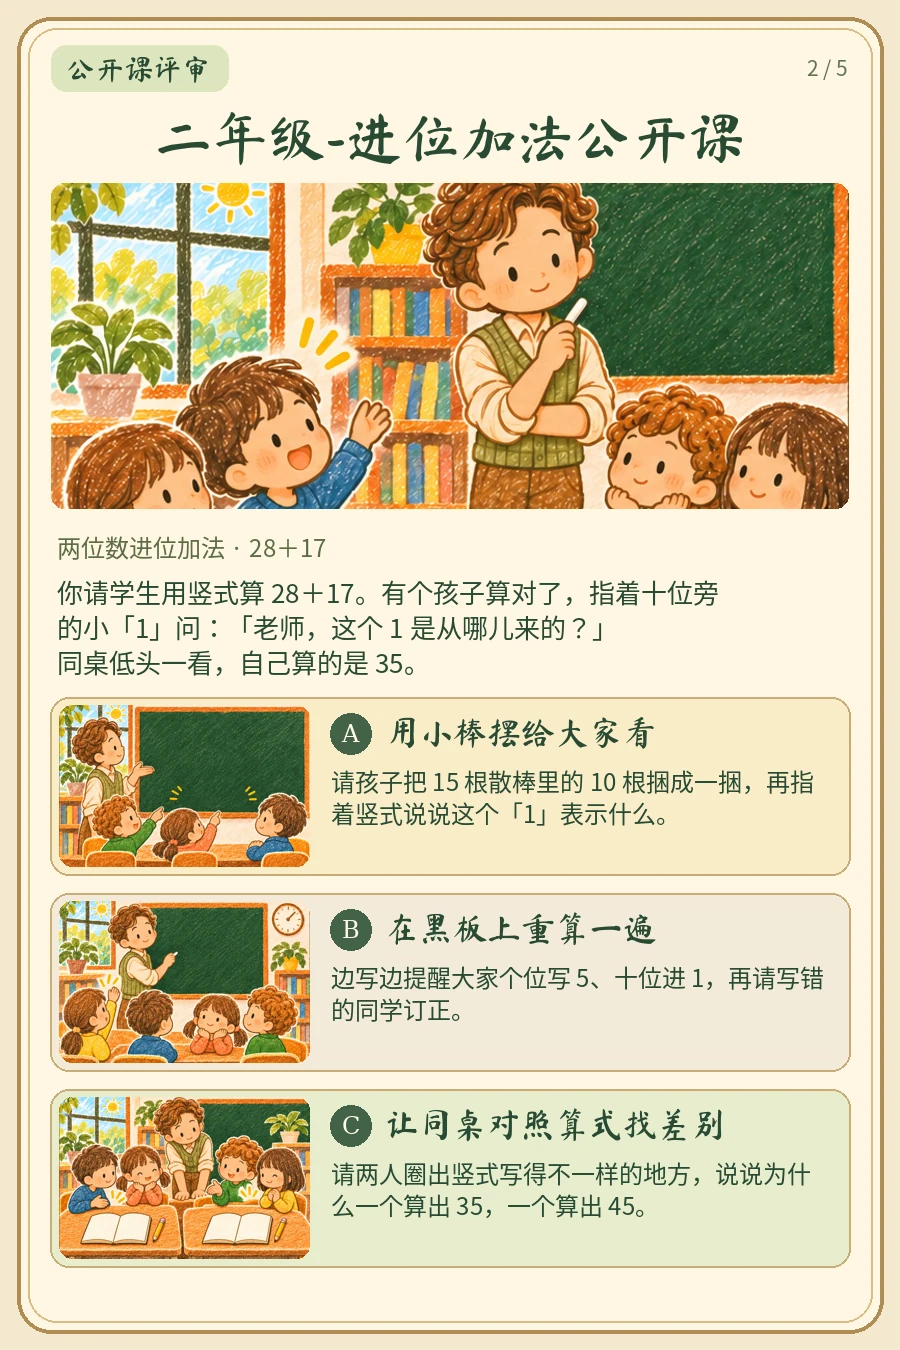 公开课评审
2 / 5
二年级-进位加法公开课
两位数进位加法 · 28＋17
你请学生用竖式算 28＋17。有个孩子算对了，指着十位旁
的小「1」问：「老师，这个 1 是从哪儿来的？」
同桌低头一看，自己算的是 35。
A 用小棒摆给大家看
请孩子把 15 根散棒里的 10 根捆成一捆，再指
着竖式说说这个「1」表示什么。
B 在黑板上重算一遍
边写边提醒大家个位写 5、十位进 1，再请写错
的同学订正。
C 让同桌对照算式找差别
请两人圈出竖式写得不一样的地方，说说为什
么一个算出 35，一个算出 45。